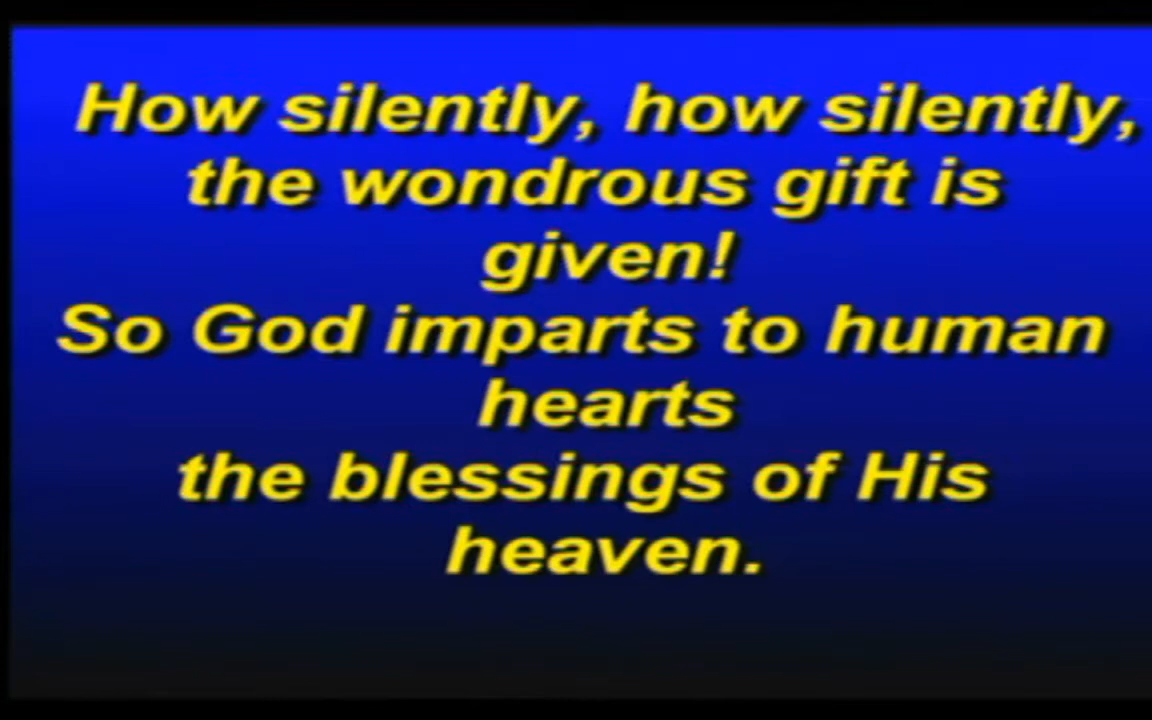 How silently, how silently,
the wondrous gift is
given!
So God imparts to human
hearts
the blessings of His
heaven.